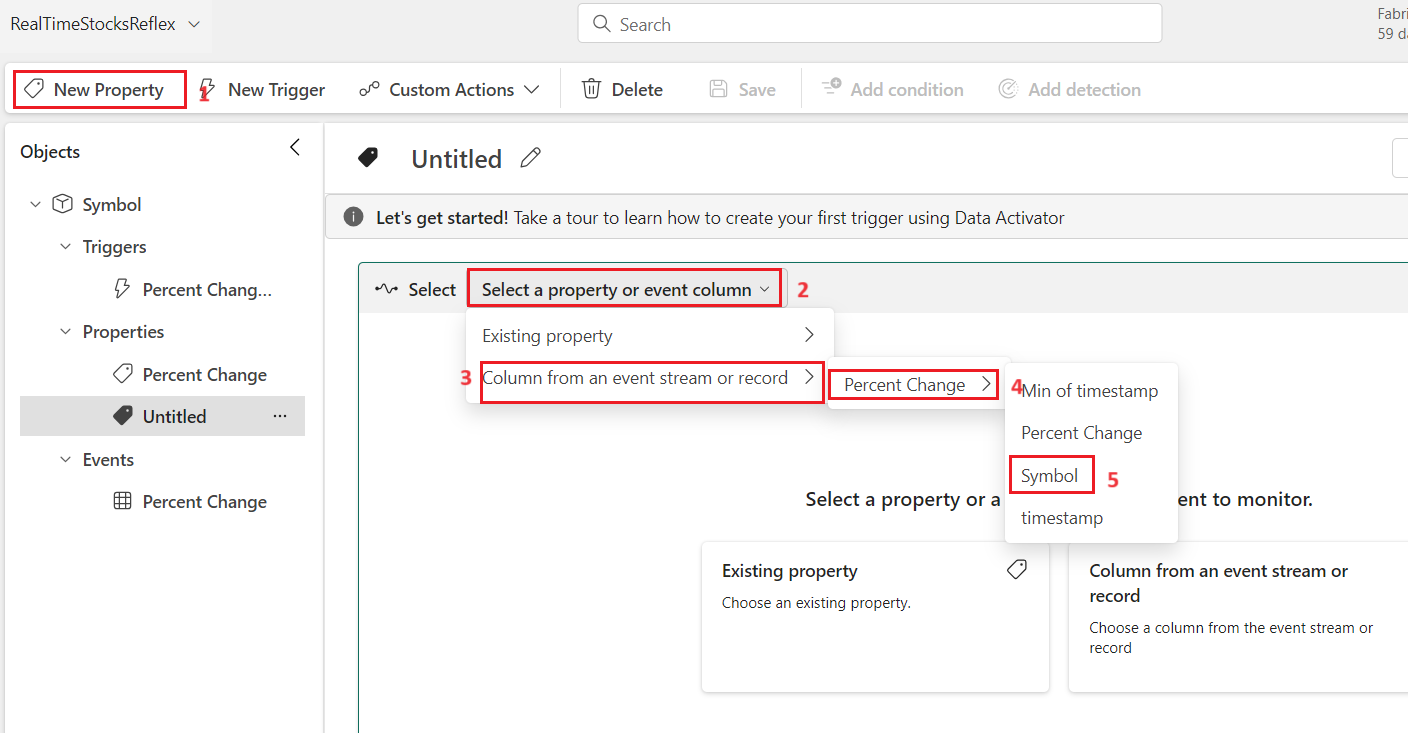 RealTimeStocksReflex
Search
Fabri
59 da
New Property
1
New Trigger
Custom Actions
Delete
Save
Add condition
Add detection
Objects
Symbol
Triggers
Percent Chang...
Properties
Percent Change
Untitled
...
Events
Percent Change
Untitled
Let's get started! Take a tour to learn how to create your first trigger using Data Activator
Select
Select a property or event column
2
Existing property
3
Column from an event stream or record
Percent Change
4
Min of timestamp
Percent Change
Symbol
5
timestamp
Select a property or a
ent to monitor.
Existing property
Choose an existing property.
Column from an event stream or
record
Choose a column from the event stream or
record